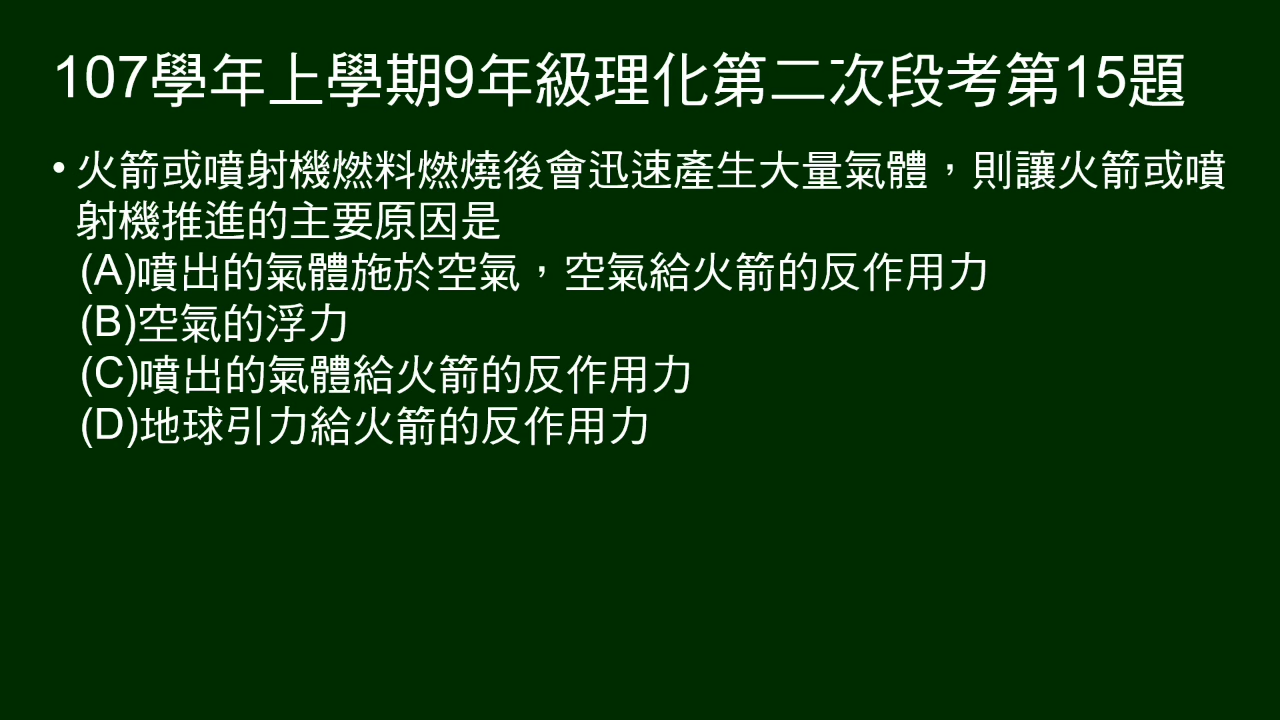 107學年上學期9年級理化第二次段考第15題
• 火箭或噴射機燃料燃燒後會迅速產生大量氣體，則讓火箭或噴
射機推進的主要原因是
(A)噴出的氣體施於空氣，空氣給火箭的反作用力
(B)空氣的浮力
(C)噴出的氣體給火箭的反作用力
(D)地球引力給火箭的反作用力